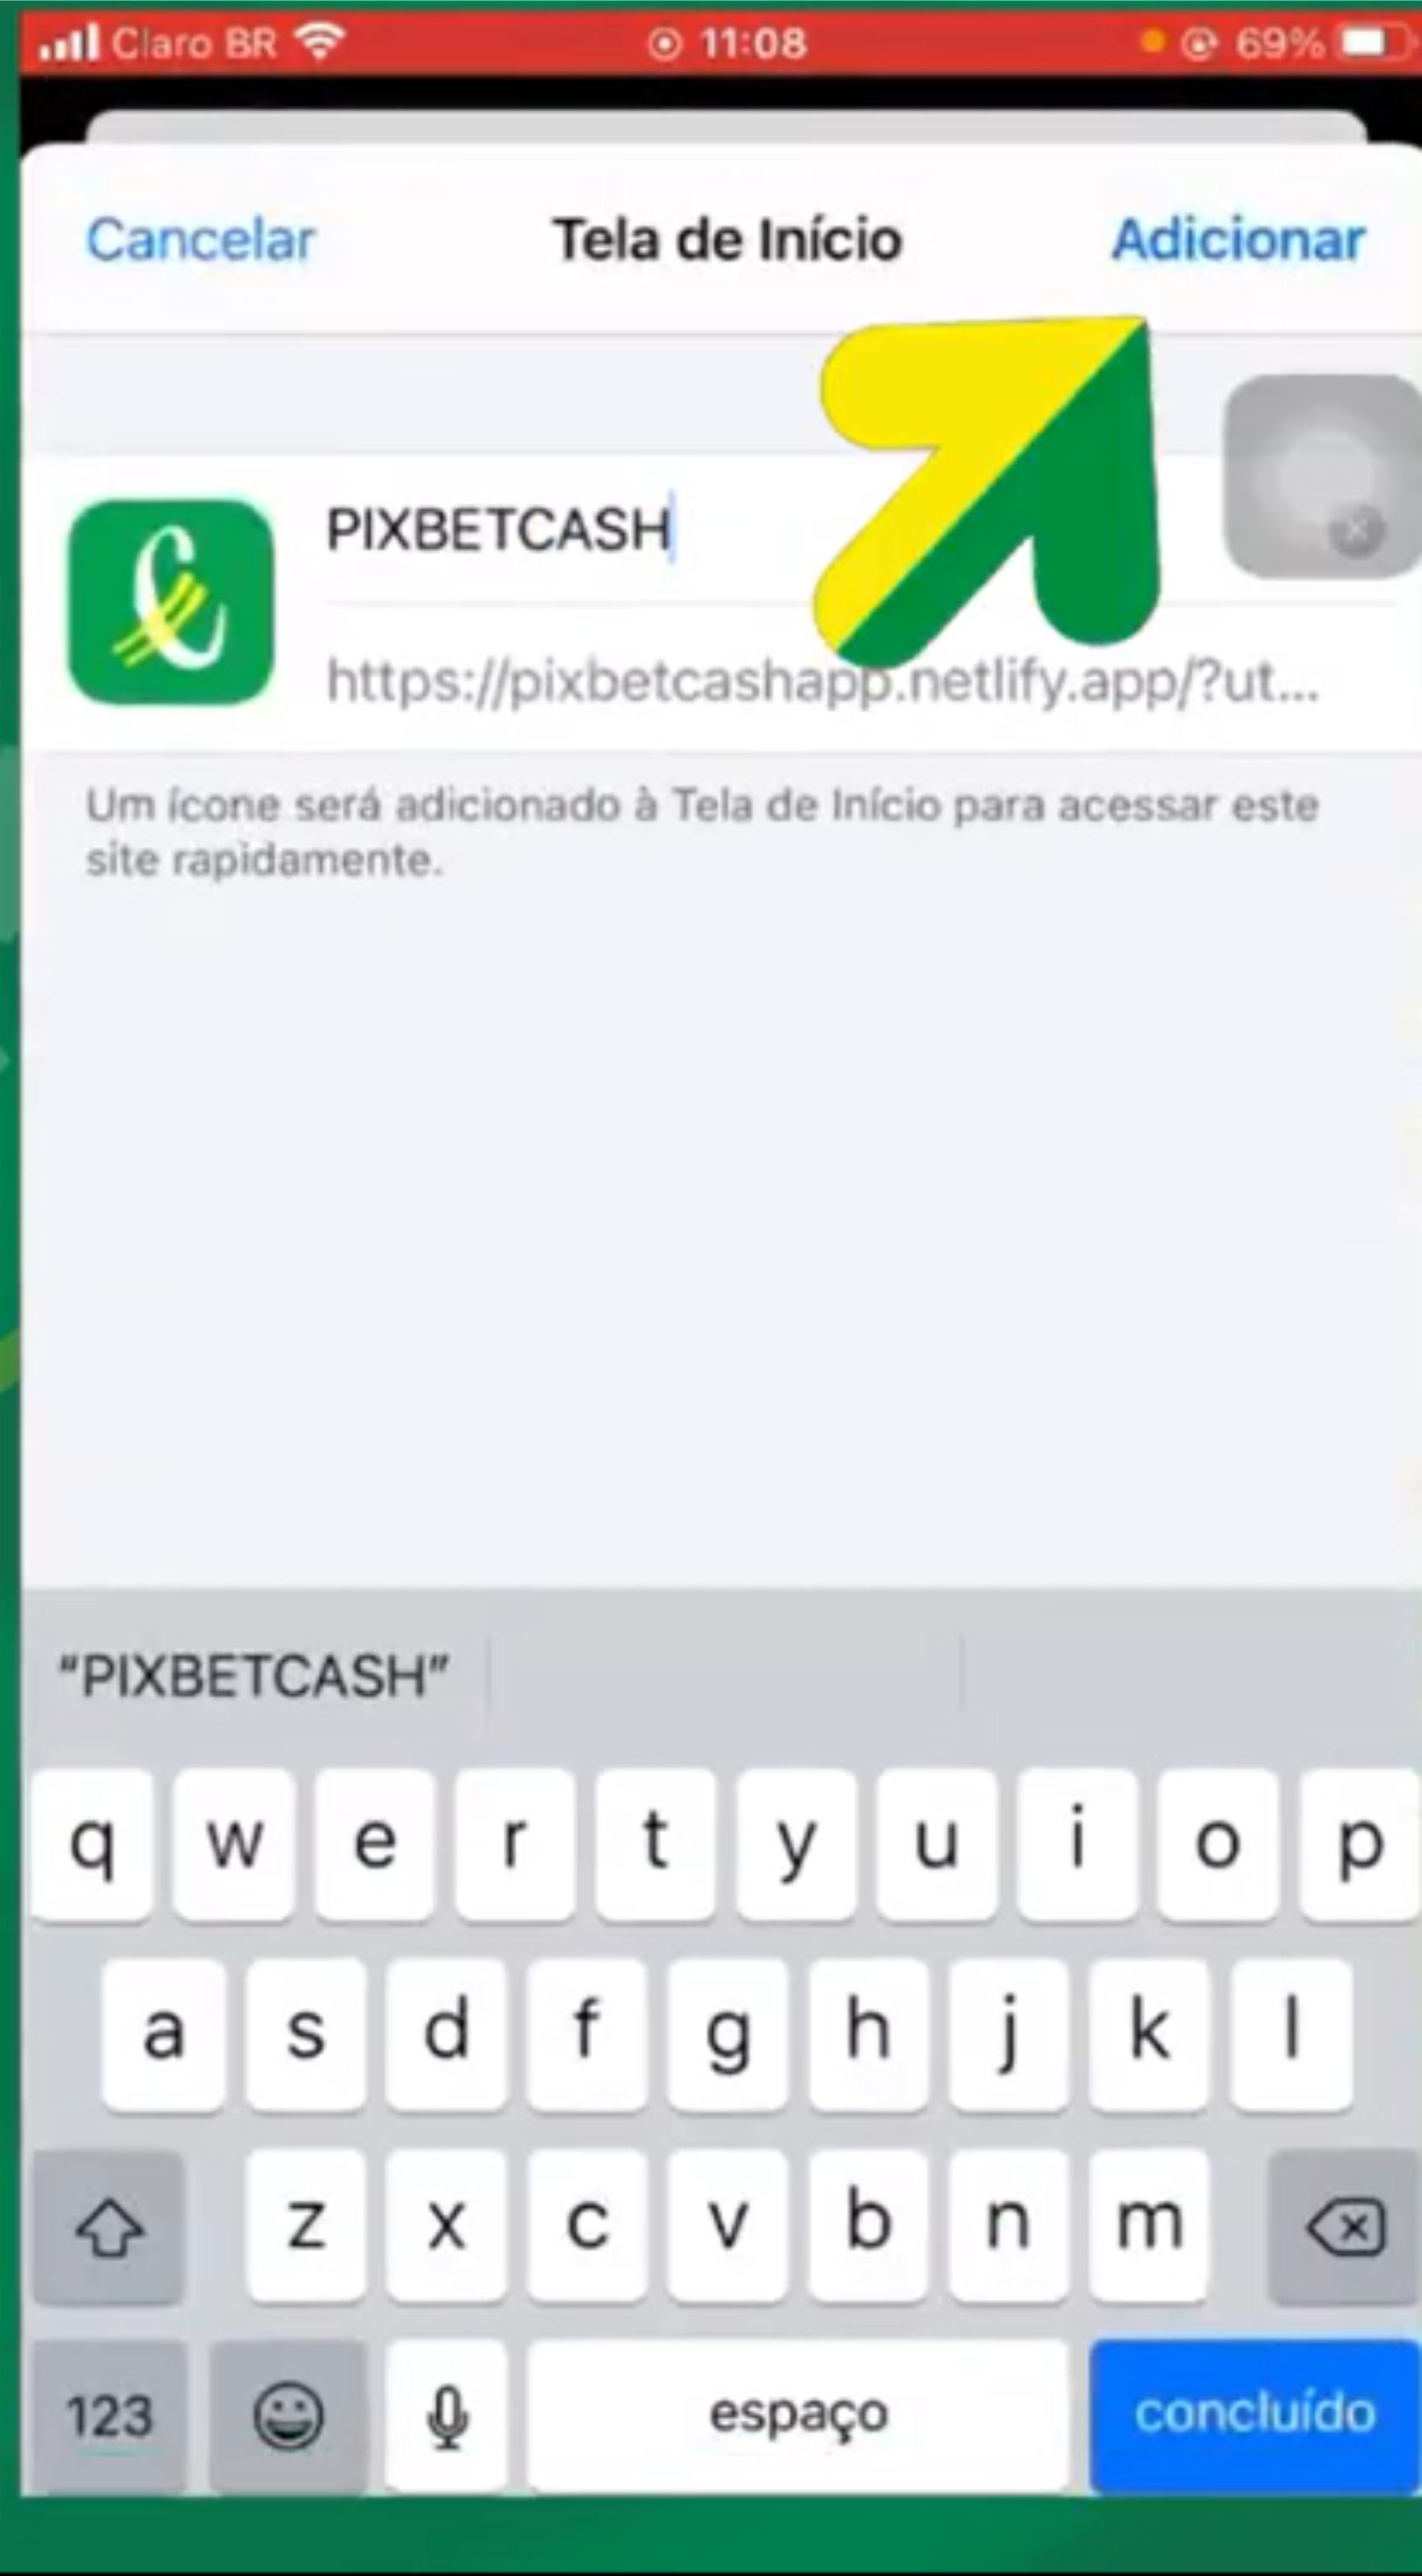 Claro BR 11:08 69%
Cancelar Tela de Início Adicionar
PIXBETCASH
https://pixbetcashapp.netlify.app/?ut...
Um ícone será adicionado à Tela de Início para acessar este
site rapidamente.
“PIXBETCASH”
q w e r t y u i o p
a s d f g h j k l
z x c v b n m
123 espaço concluído